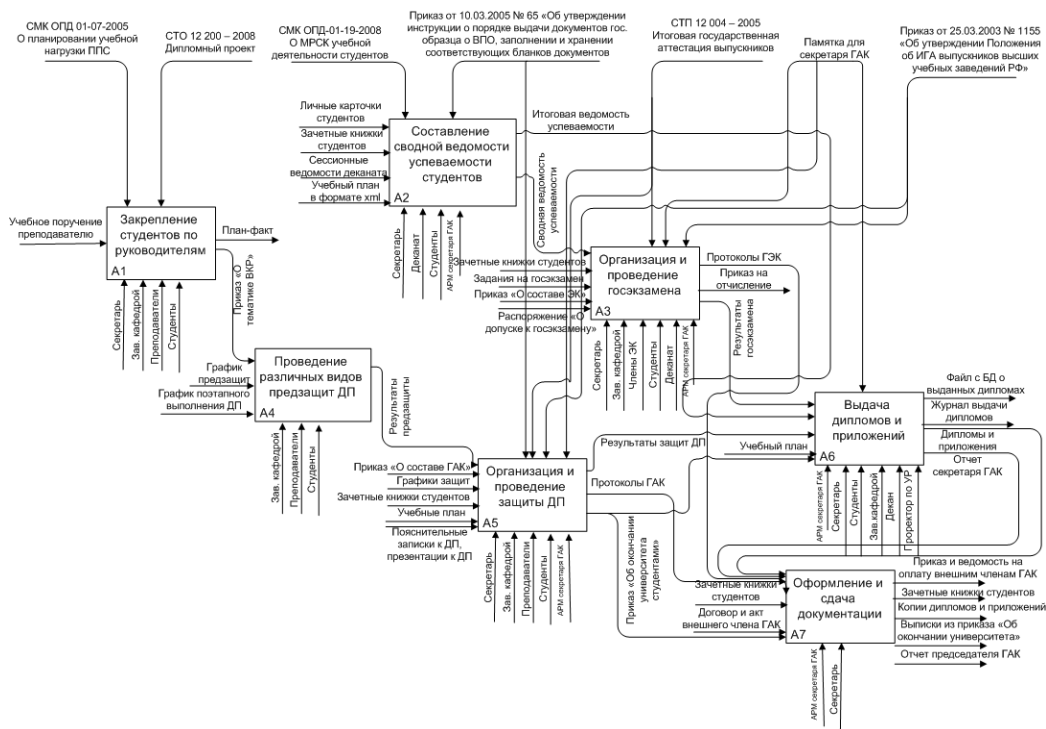 СМК ОПД 01-07-2005
О планировании учебной
нагрузки ППС
СТО 12 200 – 2008
Дипломный проект
СМК ОПД-01-19-2008
О МРСК учебной
деятельности студентов
Приказ от 10.03.2005 № 65 «Об утверждении
инструкции о порядке выдачи документов гос.
образца о ВПО, заполнении и хранении
соответствующих бланков документов
СТП 12 004 – 2005
Итоговая государственная
аттестация выпускников
Памятка для
секретаря ГАК
Приказ от 25.03.2003 № 1155
«Об утверждении Положения
об ИГА выпускников высших
учебных заведений РФ»
Учебное поручение
преподавателю
Закрепление
студентов по
руководителям
А1
План-факт
Приказ «О
тематике ВКР»
Секретарь
Зав. кафедрой
Преподаватели
Студенты
Личные карточки
студентов
Зачетные книжки
студентов
Сессионные
ведомости деканата
Учебный план
в формате xml
Составление
сводной ведомости
успеваемости
студентов
А2
Итоговая ведомость
успеваемости
Сводная ведомость
успеваемости
Секретарь
Деканат
Студенты
АРМ секретаря ГАК
Зачетные книжки студентов
Задания на госэкзамен
Приказ «О составе ЭК»
Распоряжение «О
допуске к госэкзамену»
Организация и
проведение
госэкзамена
А3
Протоколы ГЭК
Приказ на
отчисление
Результаты
госэкзамена
Секретарь
Зав. кафедрой
Члены ЭК
Студенты
Деканат
АРМ секретаря ГАК
График
предзащит
График поэтапного
выполнения ДП
Проведение
различных видов
предзащит ДП
А4
Результаты
предзащиты
Зав. кафедрой
Преподаватели
Студенты
Приказ «О составе ГАК»
Графики защит
Зачетные книжки студентов
Учебные план
Пояснительные
записки к ДП,
презентации к ДП
Организация и
проведение
защиты ДП
А5
Результаты защит ДП
Протоколы ГАК
Приказ «Об окончании
университета
студентами»
Секретарь
Зав. кафедрой
Преподаватели
Студенты
АРМ секретаря ГАК
Учебный план
Выдача
дипломов и
приложений
А6
Файл с БД о
выданных дипломах
Журнал выдачи
дипломов
Дипломы и
приложения
Отчет
секретаря ГАК
АРМ секретаря ГАК
Секретарь
Студенты
Зав.кафедрой
Декан
Проректор по УР
Зачетные книжки
студентов
Договор и акт
внешнего члена ГАК
Оформление и
сдача
документации
А7
Приказ и ведомость на
оплату внешним членам ГАК
Зачетные книжки студентов
Копии дипломов и приложений
Выписки из приказа «Об
окончании университета»
Отчет председателя ГАК
АРМ секретаря ГАК
Секретарь